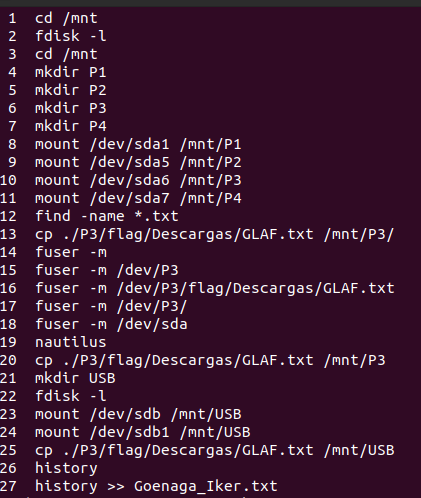 1 cd /mnt
2 fdisk -l
3 cd /mnt
4 mkdir P1
5 mkdir P2
6 mkdir P3
7 mkdir P4
8 mount /dev/sda1 /mnt/P1
9 mount /dev/sda5 /mnt/P2
10 mount /dev/sda6 /mnt/P3
11 mount /dev/sda7 /mnt/P4
12 find -name *.txt
13 cp ./P3/flag/Descargas/GLAF.txt /mnt/P3/
14 fuser -m
15 fuser -m /dev/P3
16 fuser -m /dev/P3/flag/Descargas/GLAF.txt
17 fuser -m /dev/P3/
18 fuser -m /dev/sda
19 nautilus
20 cp ./P3/flag/Descargas/GLAF.txt /mnt/P3
21 mkdir USB
22 fdisk -l
23 mount /dev/sdb /mnt/USB
24 mount /dev/sdb1 /mnt/USB
25 cp ./P3/flag/Descargas/GLAF.txt /mnt/USB
26 history
27 history >> Goenaga_Iker.txt